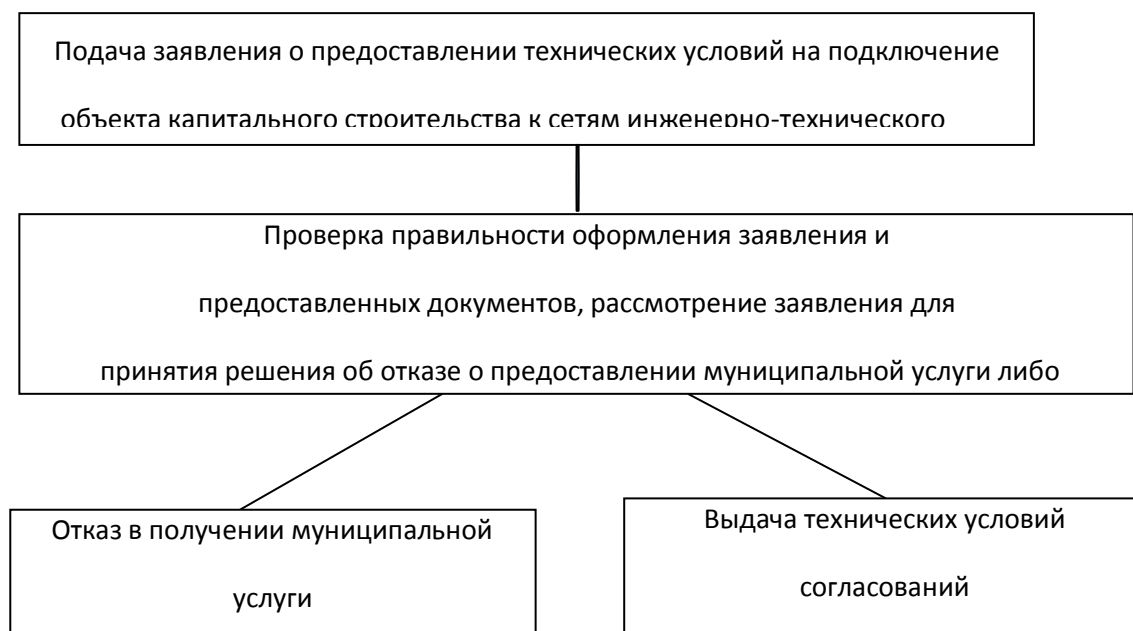 Подача заявления о предоставлении технических условий на подключение
объекта капитального строительства к сетям инженерно-технического
Проверка правильности оформления заявления и
предоставленных документов, рассмотрение заявления для
принятия решения об отказе о предоставлении муниципальной услуги либо
Отказ в получении муниципальной
услуги
Выдача технических условий
согласований